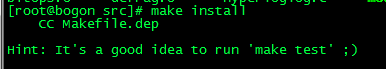 [root@bogon src]# make install
CC Makefile.dep
Hint: It's a good idea to run 'make test' ;)